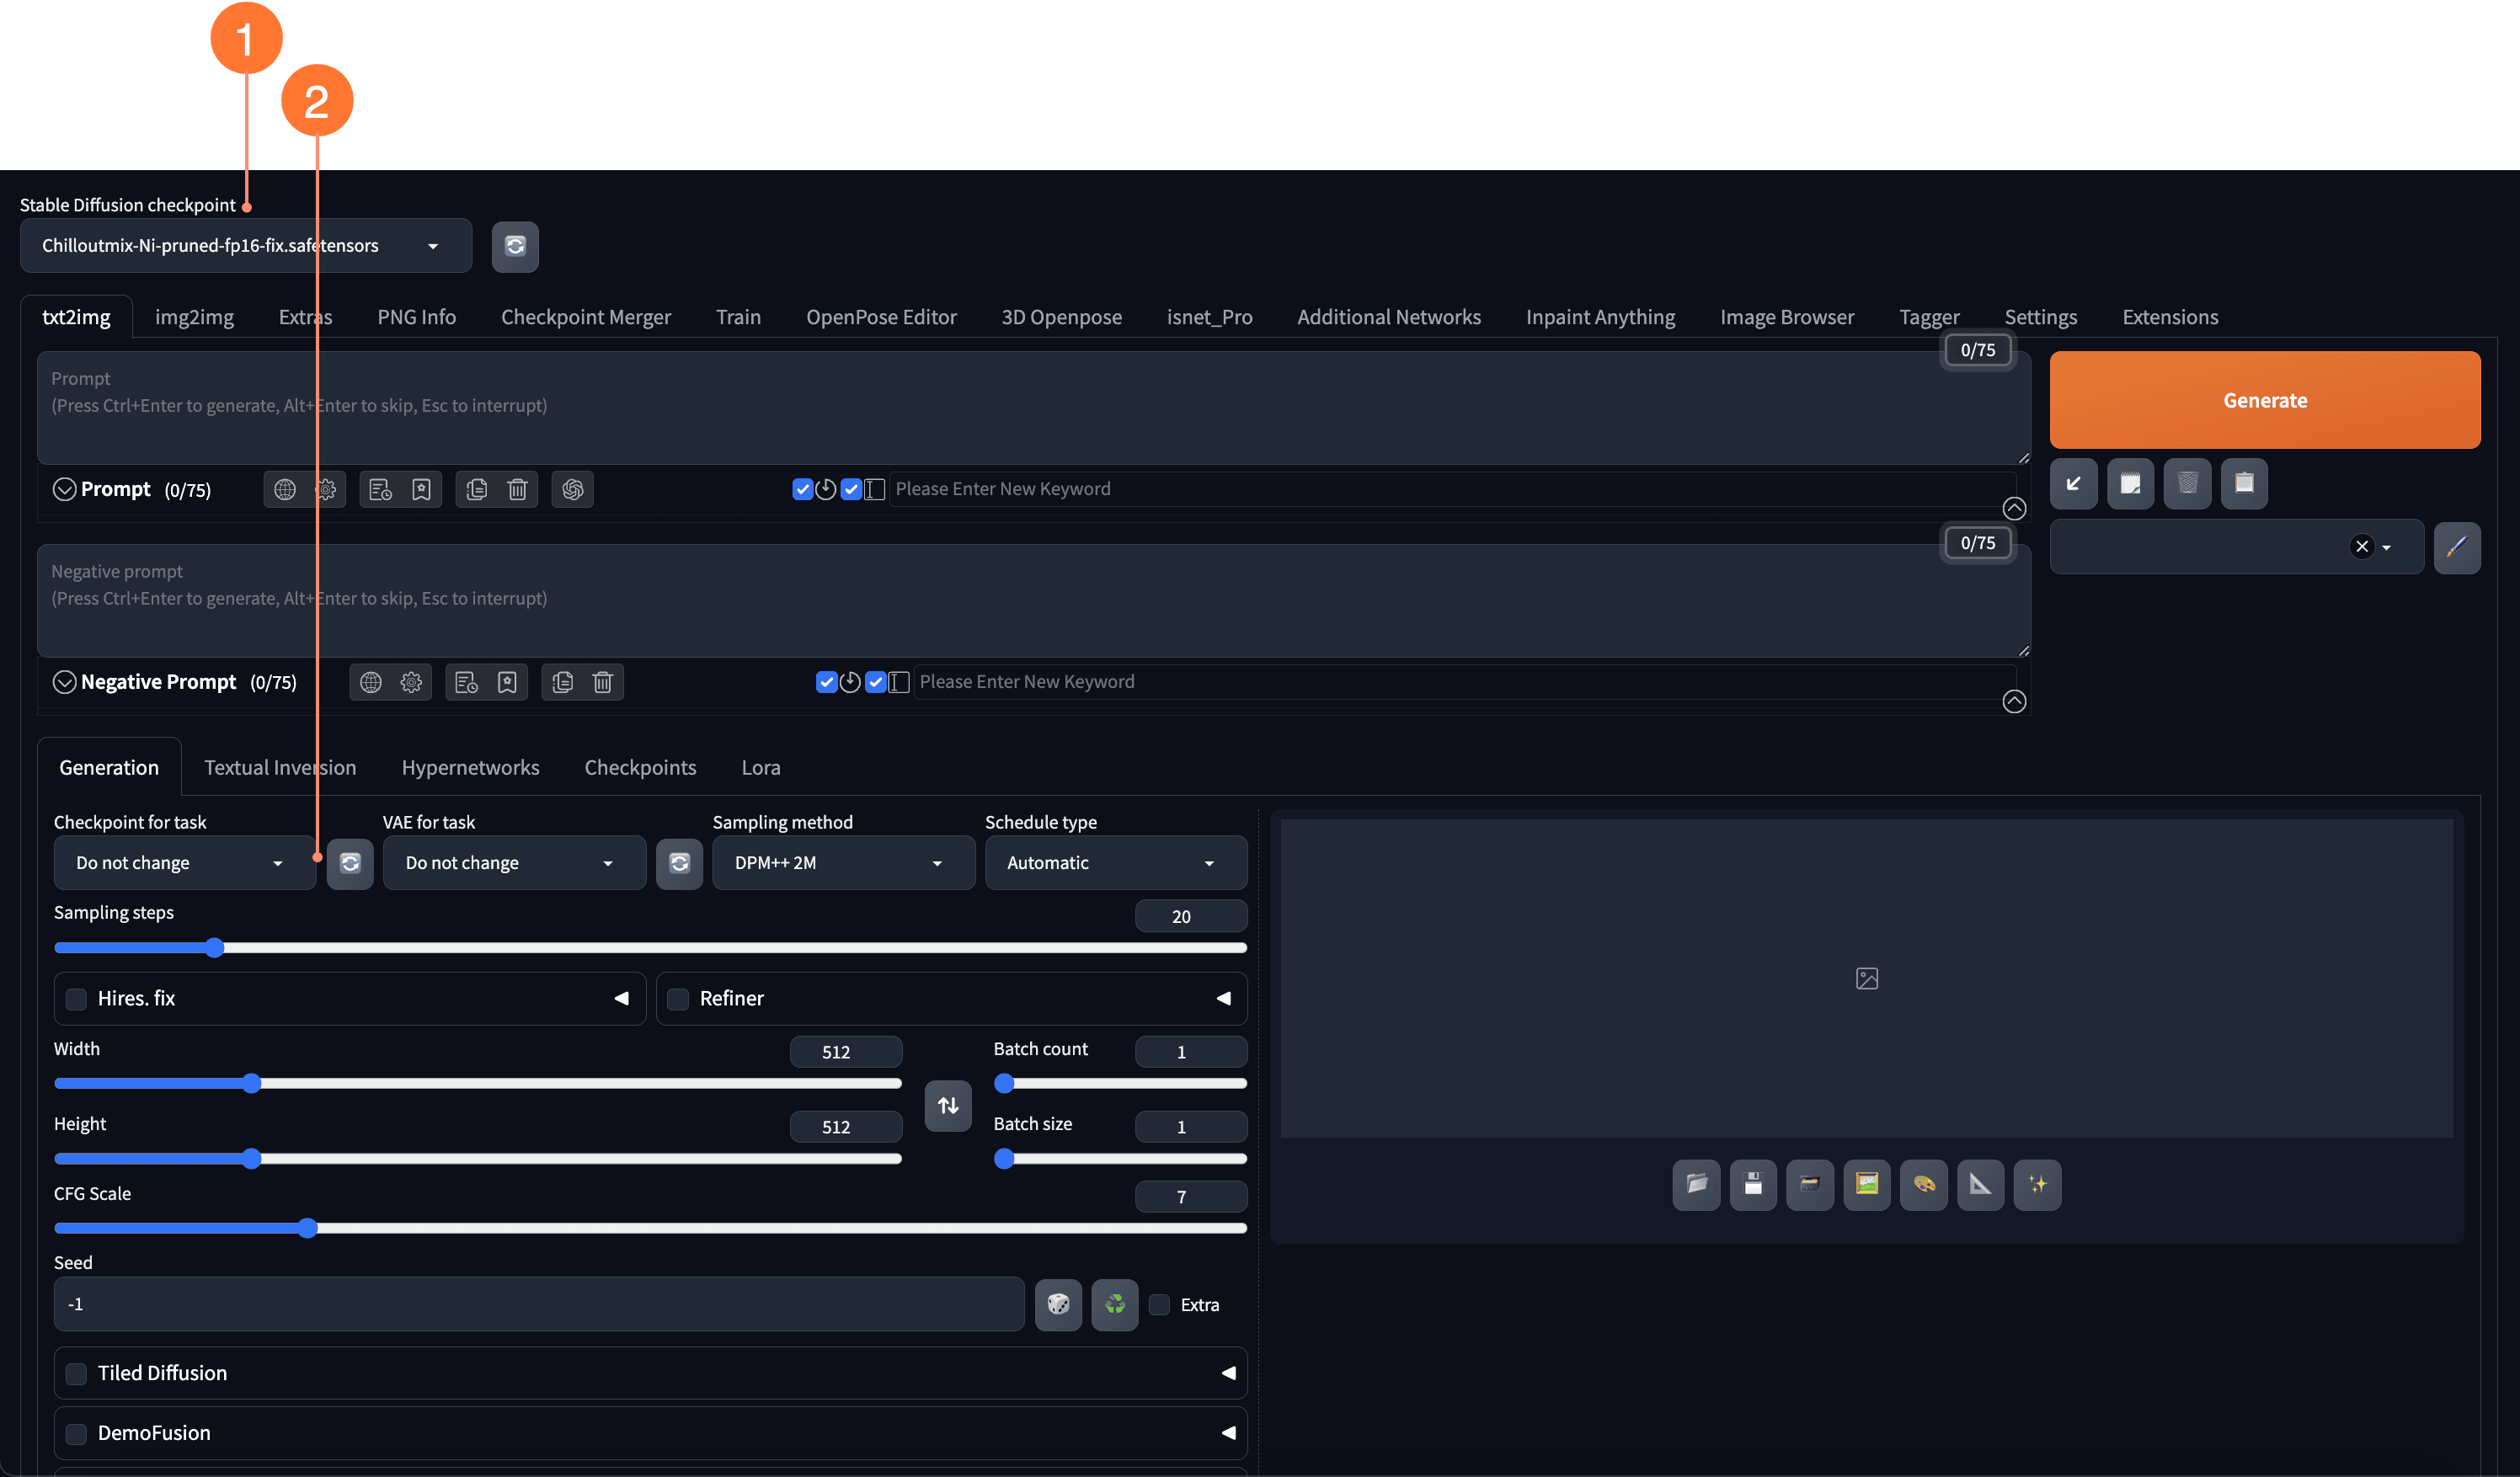 1
2
Stable Diffusion checkpoint
Chilloutmix-Ni-pruned-fp16-fix.safetensors
txt2img img2img Extras PNG Info Checkpoint Merger Train OpenPose Editor 3D Openpose isnet_Pro Additional Networks Inpaint Anything Image Browser Tagger Settings Extensions
0/75
Prompt
(Press Ctrl+Enter to generate, Alt+Enter to skip, Esc to interrupt)
Generate
Prompt (0/75) Please Enter New Keyword
0/75
Negative prompt
(Press Ctrl+Enter to generate, Alt+Enter to skip, Esc to interrupt)
Negative Prompt (0/75) Please Enter New Keyword
Generation Textual Inversion Hypernetworks Checkpoints Lora
Checkpoint for task VAE for task Sampling method Schedule type
Do not change Do not change DPM++ 2M Automatic
Sampling steps 20
Hires. fix Refiner
Width 512 Batch count 1
Height 512 Batch size 1
CFG Scale 7
Seed
-1 Extra
Tiled Diffusion
DemoFusion